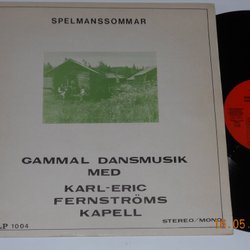 SPELMANSSOMMAR
GAMMAL DANSMUSIK
MED
KARL-ERIC
FERNSTRÖMS
KAPELL
STEREO/MONO
LP 1004